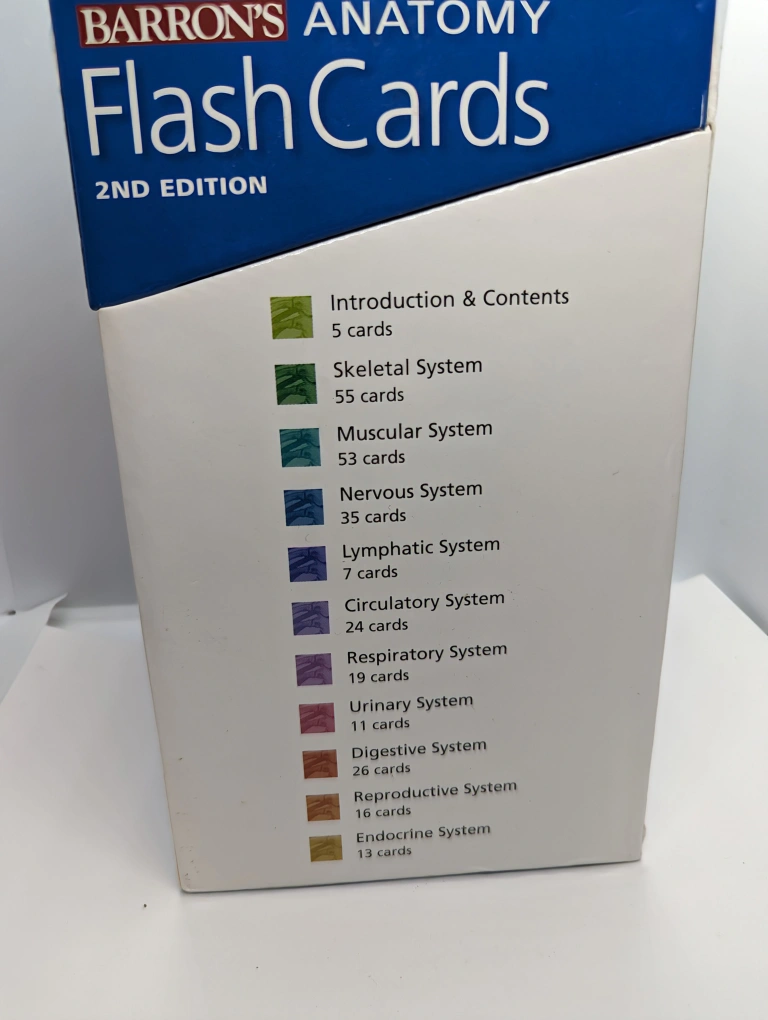 BARRON'S ANATOMY
Flash Cards
2ND EDITION
Introduction & Contents
5 cards
Skeletal System
55 cards
Muscular System
53 cards
Nervous System
35 cards
Lymphatic System
7 cards
Circulatory System
24 cards
Respiratory System
19 cards
Urinary System
11 cards
Digestive System
26 cards
Reproductive System
16 cards
Endocrine System
13 cards